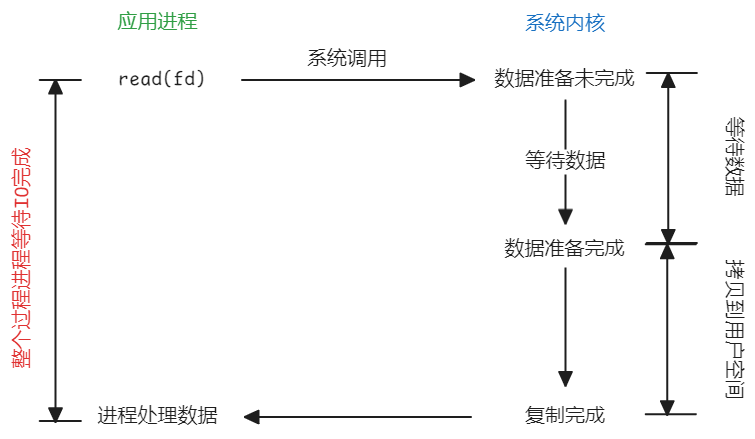 应用进程
系统内核
系统调用
read(fd)
数据准备未完成
等待数据
等待数据
整个过程进程等待IO完成
数据准备完成
拷贝到用户空间
进程处理数据
复制完成